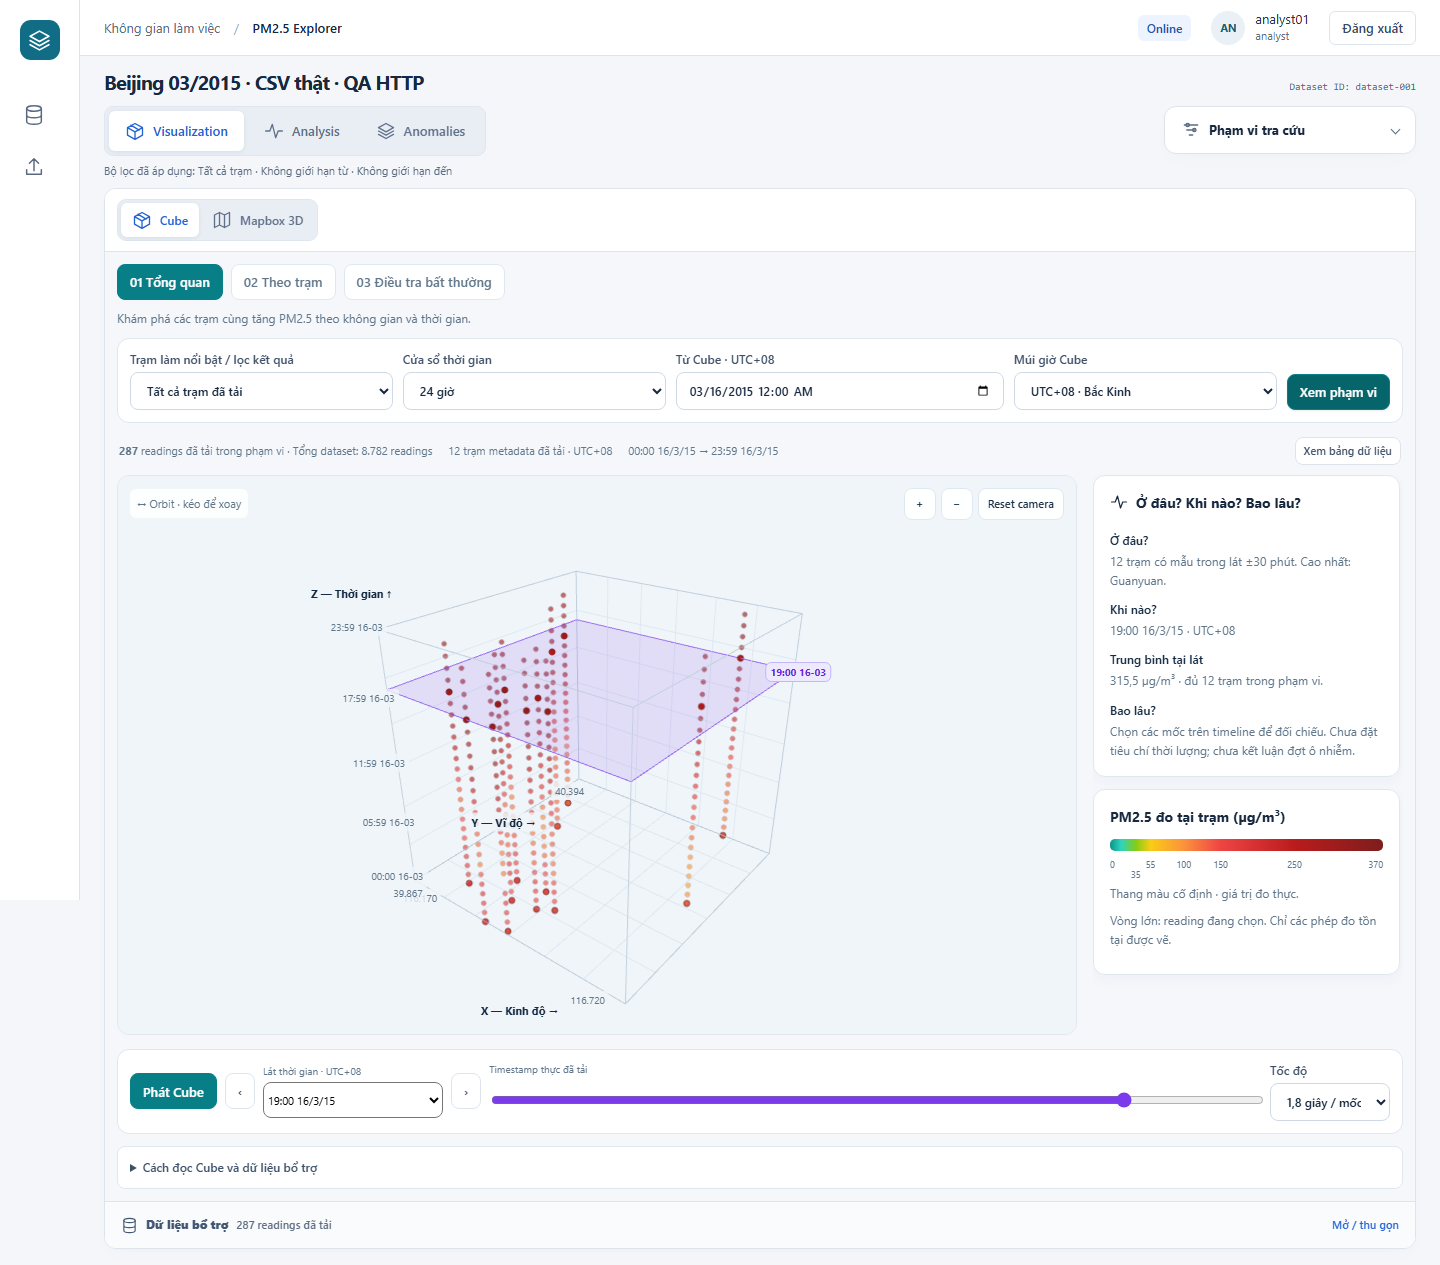 Không gian làm việc / PM2.5 Explorer
Online
AN
analyst01
analyst
Đăng xuất
Beijing 03/2015 · CSV thật · QA HTTP
Dataset ID: dataset-001
Visualization
Analysis
Anomalies
Phạm vi tra cứu
Bộ lọc đã áp dụng: Tất cả trạm · Không giới hạn từ · Không giới hạn đến
Cube
Mapbox 3D
01 Tổng quan
02 Theo trạm
03 Điều tra bất thường
Khám phá các trạm cùng tăng PM2.5 theo không gian và thời gian.
Trạm làm nổi bật / lọc kết quả
Cửa sổ thời gian
Từ Cube · UTC+08
Múi giờ Cube
Tất cả trạm đã tải
24 giờ
03/16/2015 12:00 AM
UTC+08 · Bắc Kinh
Xem phạm vi
287 readings đã tải trong phạm vi · Tổng dataset: 8.782 readings
12 trạm metadata đã tải · UTC+08
00:00 16/3/15 → 23:59 16/3/15
Xem bảng dữ liệu
↔ Orbit · kéo để xoay
+
−
Reset camera
Z — Thời gian ↑
23:59 16-03
19:00 16-03
17:59 16-03
11:59 16-03
40.394
05:59 16-03
Y — Vĩ độ →
00:00 16-03
39.867
70
116.720
X — Kinh độ →
Ở đâu? Khi nào? Bao lâu?
Ở đâu?
12 trạm có mẫu trong lát ±30 phút. Cao nhất:
Guanyuan.
Khi nào?
19:00 16/3/15 · UTC+08
Trung bình tại lát
315,5 µg/m³ · đủ 12 trạm trong phạm vi.
Bao lâu?
Chọn các mốc trên timeline để đối chiếu. Chưa đặt
tiêu chí thời lượng; chưa kết luận đợt ô nhiễm.
PM2.5 đo tại trạm (µg/m³)
0 35 55 100 150 250 370
Thang màu cố định · giá trị đo thực.
Vòng lớn: reading đang chọn. Chỉ các phép đo tồn
tại được vẽ.
Phát Cube
‹
Lát thời gian · UTC+08
19:00 16/3/15
›
Timestamp thực đã tải
Tốc độ
1,8 giây / mốc
▶ Cách đọc Cube và dữ liệu bổ trợ
Dữ liệu bổ trợ 287 readings đã tải
Mở / thu gọn